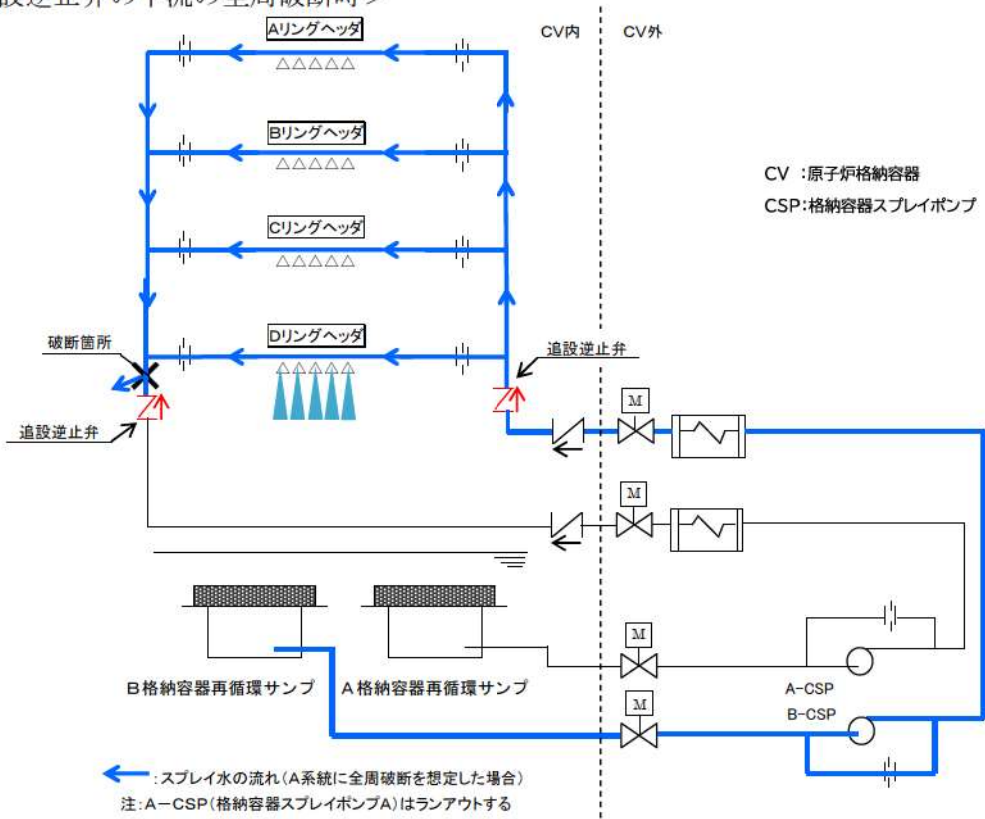 設逆止弁の下流の全周破断時＞
Aリングヘッダ
CV内
CV外
Bリングヘッダ
CV ：原子炉格納容器
CSP：格納容器スプレイポンプ
Cリングヘッダ
Dリングヘッダ
破断箇所
追設逆止弁
M
追設逆止弁
M
M
B格納容器再循環サンプ
A格納容器再循環サンプ
A-CSP
M
B-CSP
：スプレイ水の流れ（A系統に全周破断を想定した場合）
注：A－CSP（格納容器スプレイポンプA）はランアウトする